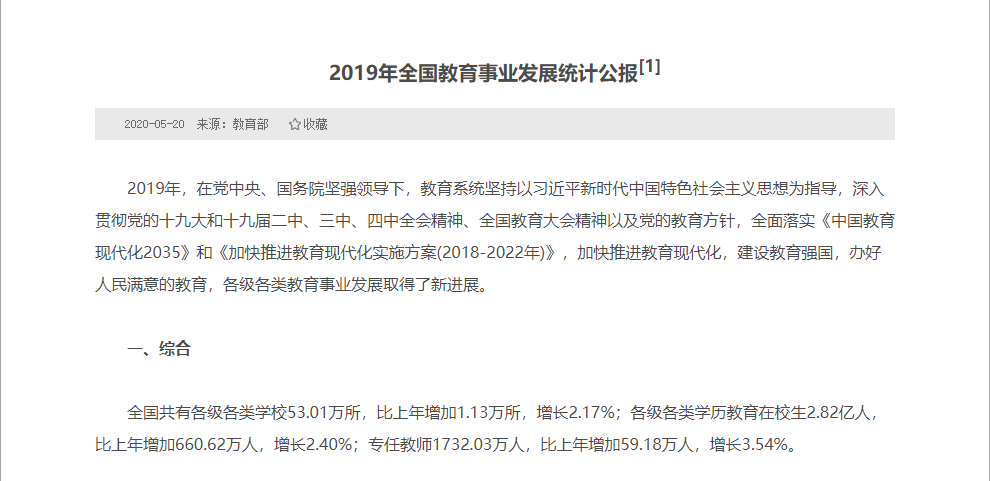 2019年全国教育事业发展统计公报[1]
2020-05-20 来源：教育部 ☆收藏
2019年，在党中央、国务院坚强领导下，教育系统坚持以习近平新时代中国特色社会主义思想为指导，深入
贯彻党的十九大和十九届二中、三中、四中全会精神、全国教育大会精神以及党的教育方针，全面落实《中国教育
现代化2035》和《加快推进教育现代化实施方案(2018-2022年)》，加快推进教育现代化，建设教育强国，办好
人民满意的教育，各级各类教育事业发展取得了新进展。
一、综合
全国共有各级各类学校53.01万所，比上年增加1.13万所，增长2.17%；各级各类学历教育在校生2.82亿人，
比上年增加660.62万人，增长2.40%；专任教师1732.03万人，比上年增加59.18万人，增长3.54%。